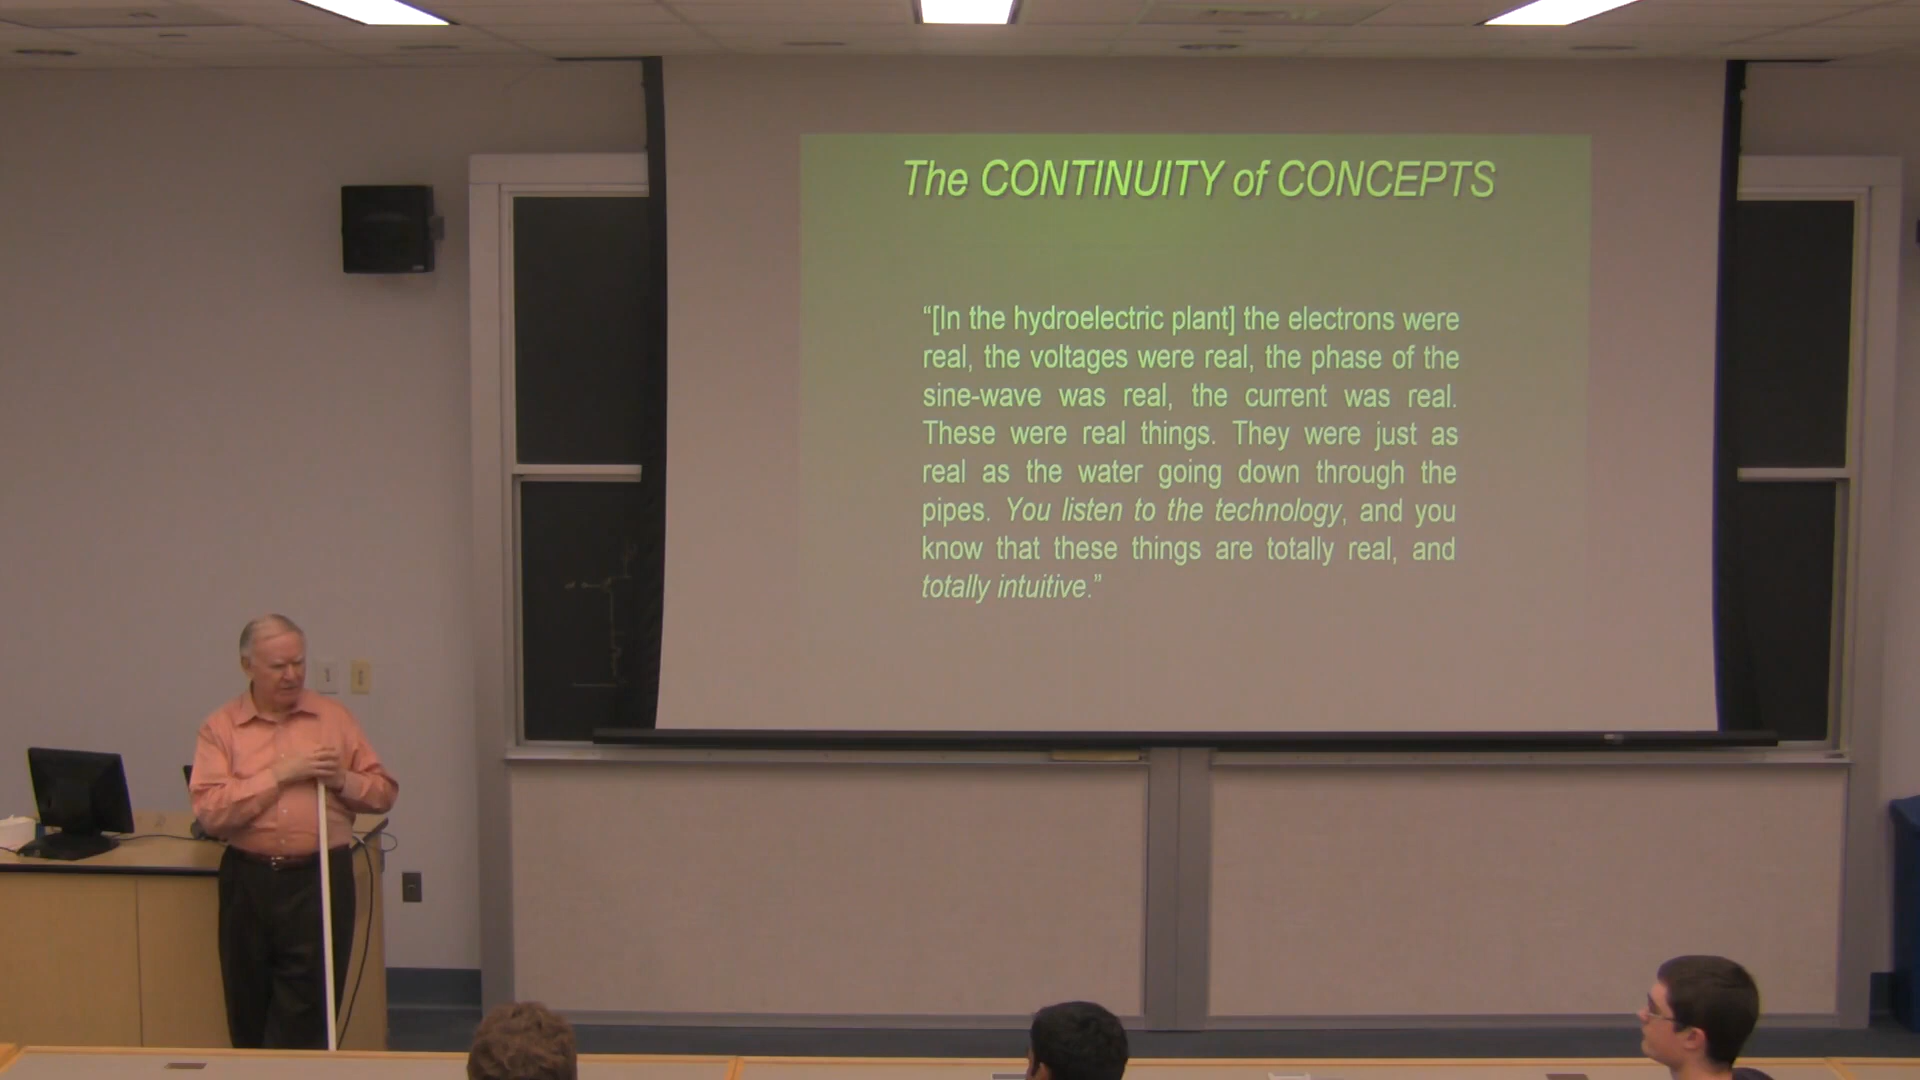 The CONTINUITY of CONCEPTS
“[In the hydroelectric plant] the electrons were
real, the voltages were real, the phase of the
sine-wave was real, the current was real.
These were real things. They were just as
real as the water going down through the
pipes. You listen to the technology, and you
know that these things are totally real, and
totally intuitive.”